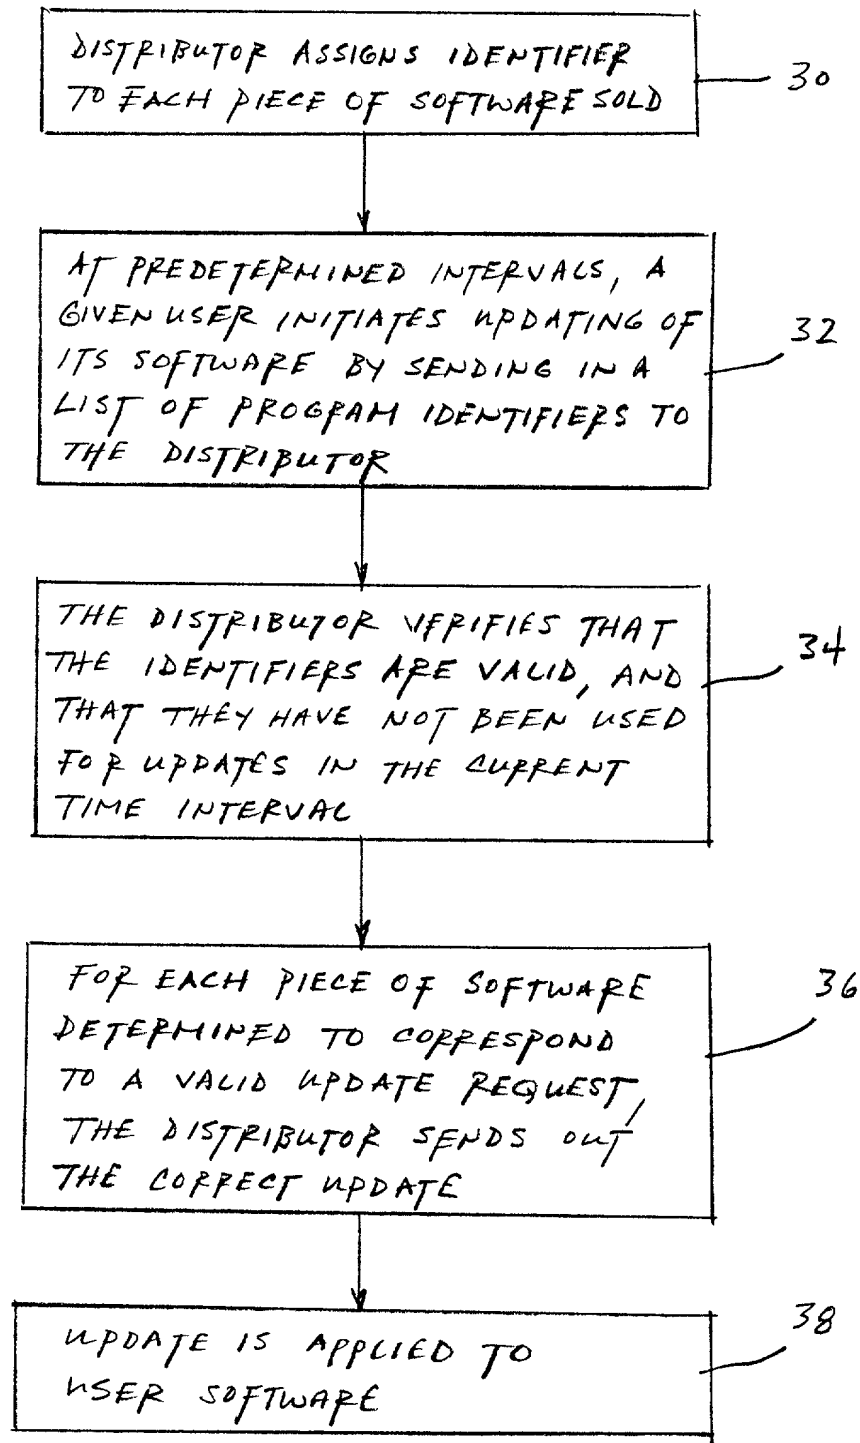 DISTRIBUTOR ASSIGNS IDENTIFIER
TO EACH PIECE OF SOFTWARE SOLD
30
AT PREDETERMINED INTERVALS, A
GIVEN USER INITIATES UPDATING OF
ITS SOFTWARE BY SENDING IN A
LIST OF PROGRAM IDENTIFIERS TO
THE DISTRIBUTOR
32
THE DISTRIBUTOR VERIFIES THAT
THE IDENTIFIERS ARE VALID, AND
THAT THEY HAVE NOT BEEN USED
FOR UPDATES IN THE CURRENT
TIME INTERVAL
34
FOR EACH PIECE OF SOFTWARE
DETERMINED TO CORRESPOND
TO A VALID UPDATE REQUEST,
THE DISTRIBUTOR SENDS OUT
THE CORRECT UPDATE
36
UPDATE IS APPLIED TO
USER SOFTWARE
38